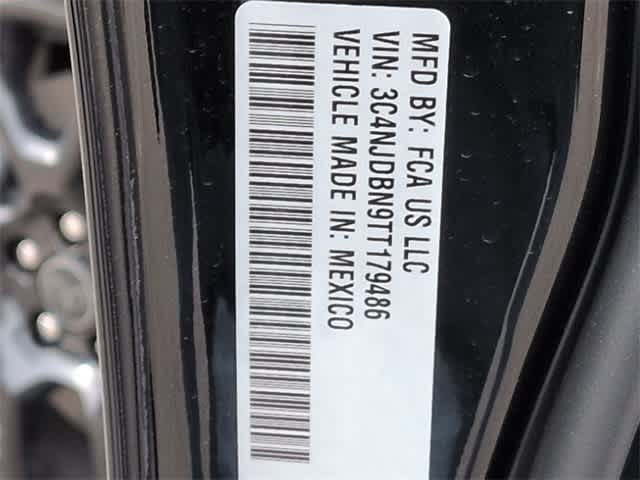 MFD BY: FCA US LLC
VIN: 3C4NJDBN9TT179486
VEHICLE MADE IN: MEXICO